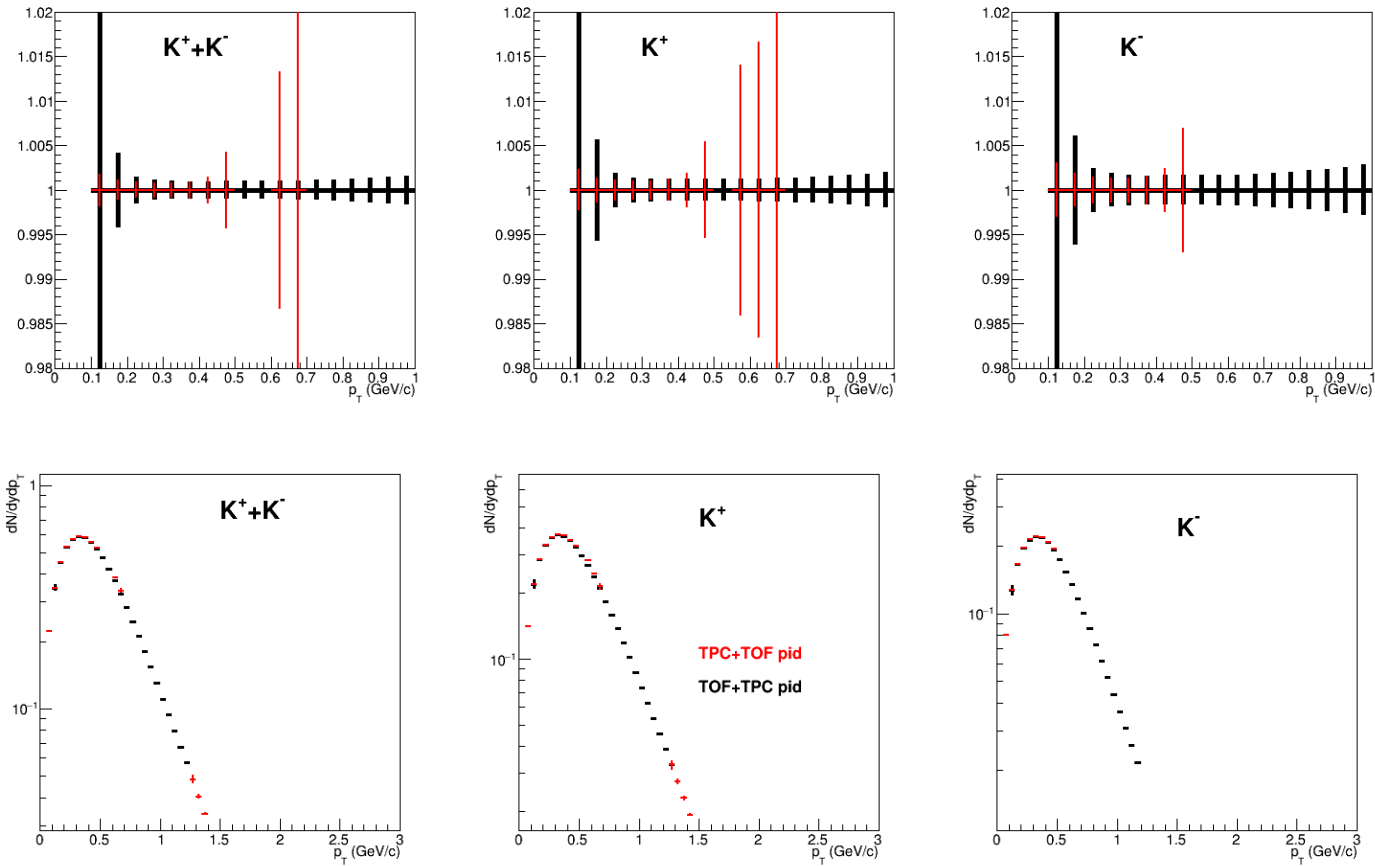 K⁺+K⁻
1.02
1.015
1.01
1.005
1
0.995
0.99
0.985
0.98
0 0.1 0.2 0.3 0.4 0.5 0.6 0.7 0.8 0.9 1
p_T (GeV/c)
K⁺
1.02
1.015
1.01
1.005
1
0.995
0.99
0.985
0.98
0 0.1 0.2 0.3 0.4 0.5 0.6 0.7 0.8 0.9 1
p_T (GeV/c)
K⁻
1.02
1.015
1.01
1.005
1
0.995
0.99
0.985
0.98
0 0.1 0.2 0.3 0.4 0.5 0.6 0.7 0.8 0.9 1
p_T (GeV/c)
dN/dydp_T
K⁺+K⁻
1
10⁻¹
0 0.5 1 1.5 2 2.5 3
p_T (GeV/c)
dN/dydp_T
K⁺
10⁻¹
TPC+TOF pid
TOF+TPC pid
0 0.5 1 1.5 2 2.5 3
p_T (GeV/c)
dN/dydp_T
K⁻
10⁻¹
0 0.5 1 1.5 2 2.5 3
p_T (GeV/c)